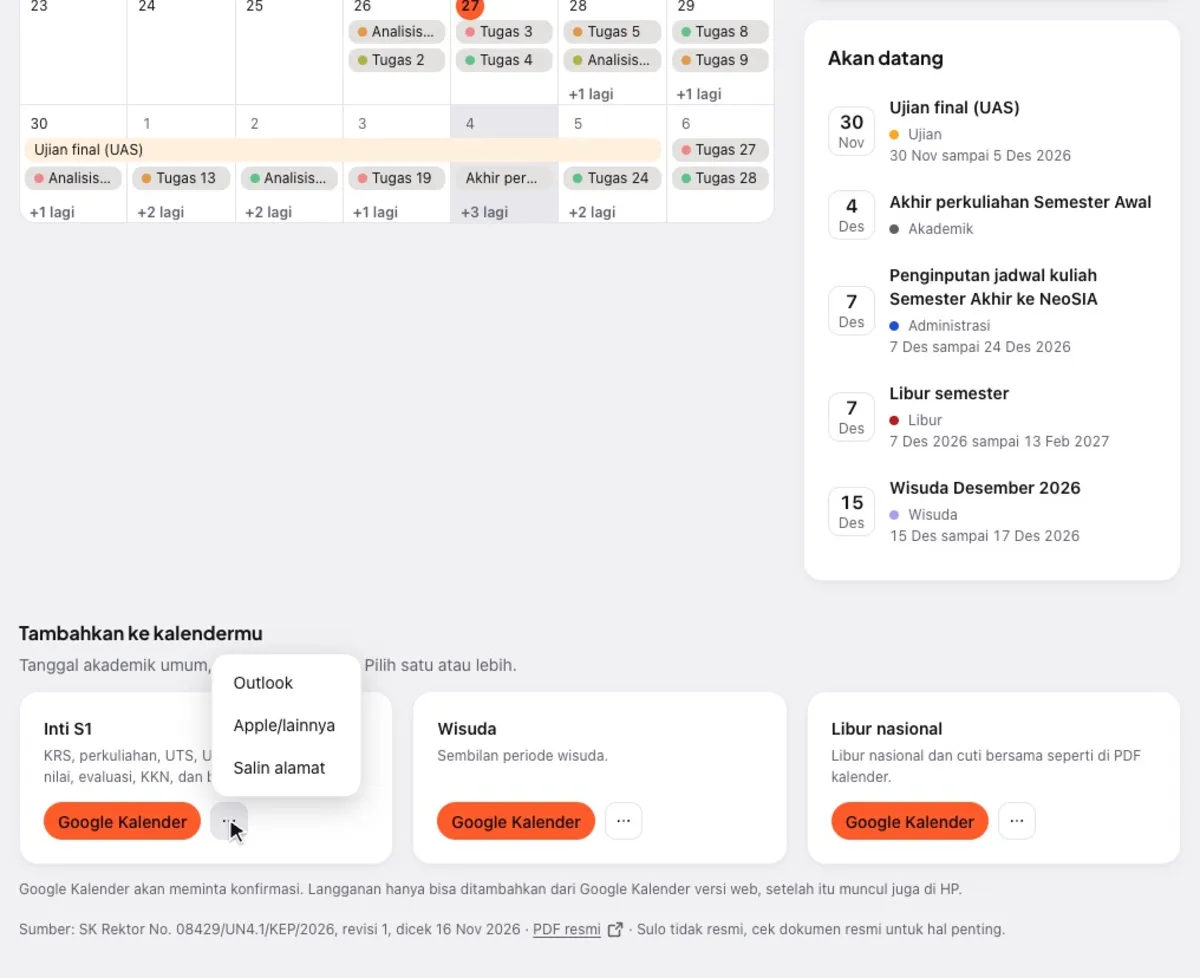 23 24 25 26 27 28 29
Analisis... Tugas 3 Tugas 5 Tugas 8
Tugas 2 Tugas 4 Analisis... Tugas 9
+1 lagi +1 lagi
30 1 2 3 4 5 6
Ujian final (UAS) Tugas 27
Analisis... Tugas 13 Analisis... Tugas 19 Akhir per... Tugas 24 Tugas 28
+1 lagi +2 lagi +2 lagi +1 lagi +3 lagi +2 lagi
Akan datang
30 Nov
Ujian final (UAS)
Ujian
30 Nov sampai 5 Des 2026
4 Des
Akhir perkuliahan Semester Awal
Akademik
7 Des
Penginputan jadwal kuliah
Semester Akhir ke NeoSIA
Administrasi
7 Des sampai 24 Des 2026
7 Des
Libur semester
Libur
7 Des 2026 sampai 13 Feb 2027
15 Des
Wisuda Desember 2026
Wisuda
15 Des sampai 17 Des 2026
Tambahkan ke kalendermu
Tanggal akademik umum, Pilih satu atau lebih.
Outlook
Apple/lainnya
Salin alamat
Inti S1
KRS, perkuliahan, UTS,
nilai, evaluasi, KKN, dan
Google Kalender ...
Wisuda
Sembilan periode wisuda.
Google Kalender ...
Libur nasional
Libur nasional dan cuti bersama seperti di PDF
kalender.
Google Kalender ...
Google Kalender akan meminta konfirmasi. Langganan hanya bisa ditambahkan dari Google Kalender versi web, setelah itu muncul juga di HP.
Sumber: SK Rektor No. 08429/UN4.1/KEP/2026, revisi 1, dicek 16 Nov 2026 · PDF resmi · Sulo tidak resmi, cek dokumen resmi untuk hal penting.